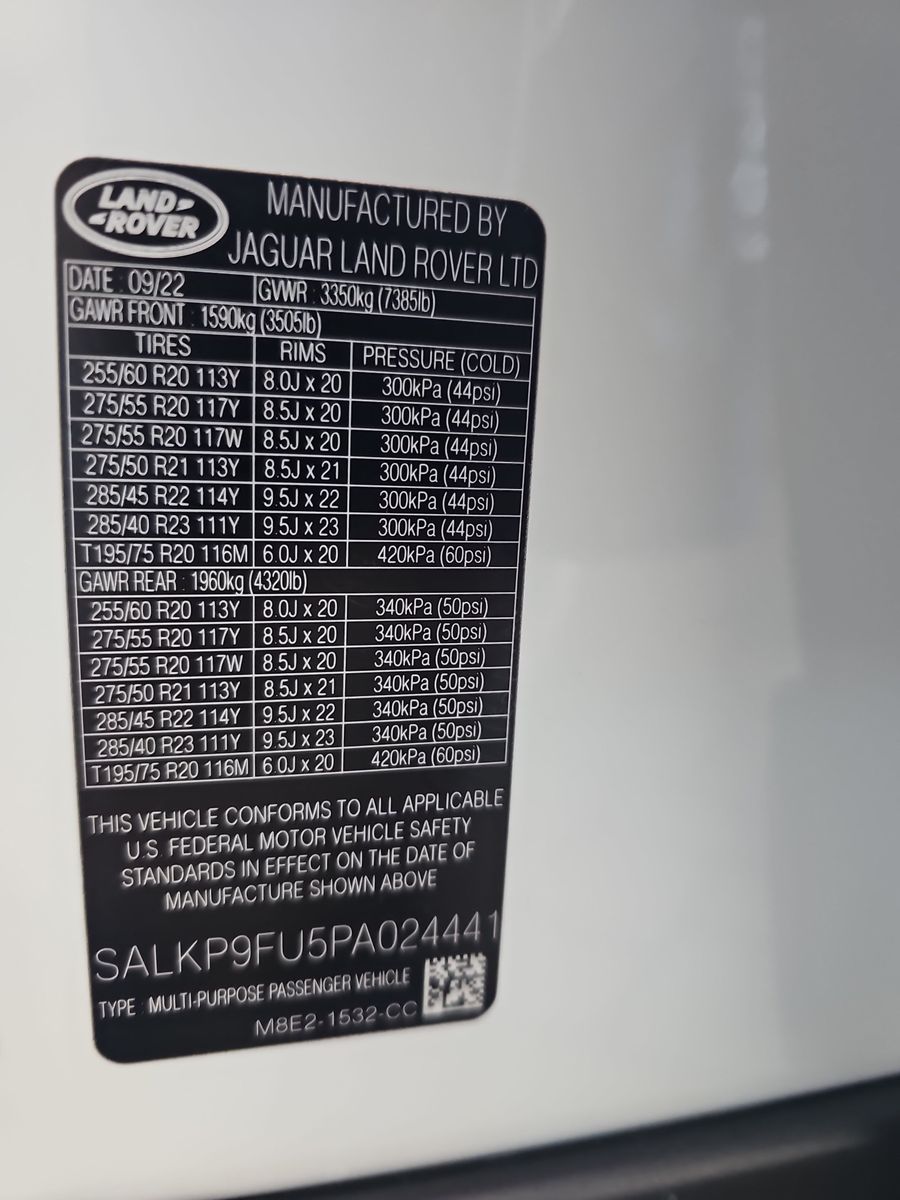 LAND ROVER
MANUFACTURED BY
JAGUAR LAND ROVER LTD
DATE : 09/22 GVWR : 3350kg (7385lb)
GAWR FRONT : 1590kg (3505lb)
TIRES RIMS PRESSURE (COLD)
255/60 R20 113Y 8.0J x 20 300kPa (44psi)
275/55 R20 117Y 8.5J x 20 300kPa (44psi)
275/55 R20 117W 8.5J x 20 300kPa (44psi)
275/50 R21 113Y 8.5J x 21 300kPa (44psi)
285/45 R22 114Y 9.5J x 22 300kPa (44psi)
285/40 R23 111Y 9.5J x 23 300kPa (44psi)
T195/75 R20 116M 6.0J x 20 420kPa (60psi)
GAWR REAR : 1960kg (4320lb)
255/60 R20 113Y 8.0J x 20 340kPa (50psi)
275/55 R20 117Y 8.5J x 20 340kPa (50psi)
275/55 R20 117W 8.5J x 20 340kPa (50psi)
275/50 R21 113Y 8.5J x 21 340kPa (50psi)
285/45 R22 114Y 9.5J x 22 340kPa (50psi)
285/40 R23 111Y 9.5J x 23 340kPa (50psi)
T195/75 R20 116M 6.0J x 20 420kPa (60psi)
THIS VEHICLE CONFORMS TO ALL APPLICABLE
U.S. FEDERAL MOTOR VEHICLE SAFETY
STANDARDS IN EFFECT ON THE DATE OF
MANUFACTURE SHOWN ABOVE
SALKP9FU5PA024441
TYPE : MULTI-PURPOSE PASSENGER VEHICLE
M8E2-1532-CC